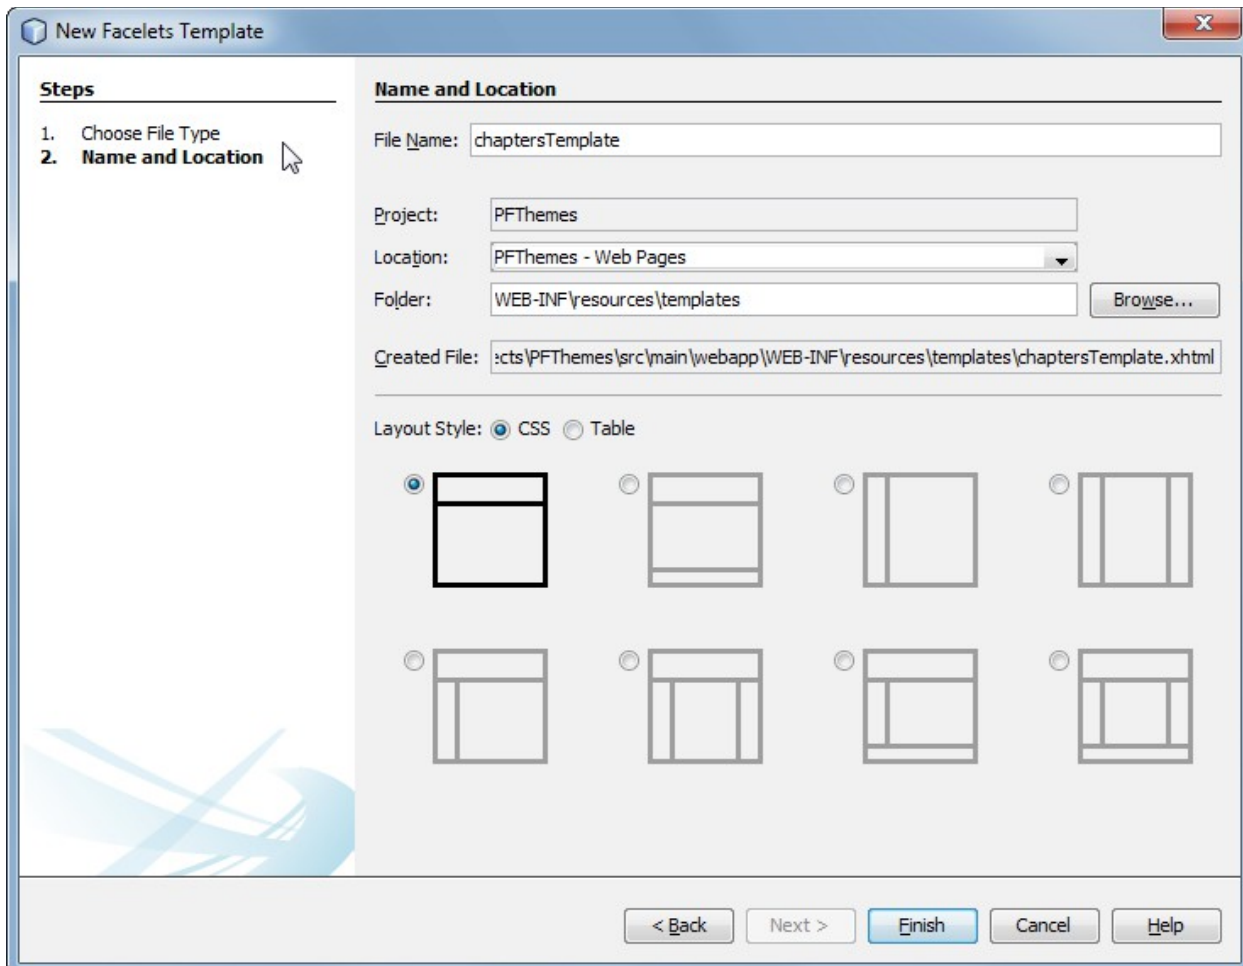 New Facelets Template
Steps
1. Choose File Type
2. Name and Location
Name and Location
File Name: chaptersTemplate
Project: PFThemes
Location: PFThemes - Web Pages
Folder: WEB-INF\resources\templates Browse...
Created File: :cts\PFThemes\src\main\webapp\WEB-INF\resources\templates\chaptersTemplate.xhtml
Layout Style: CSS Table
< Back Next > Finish Cancel Help